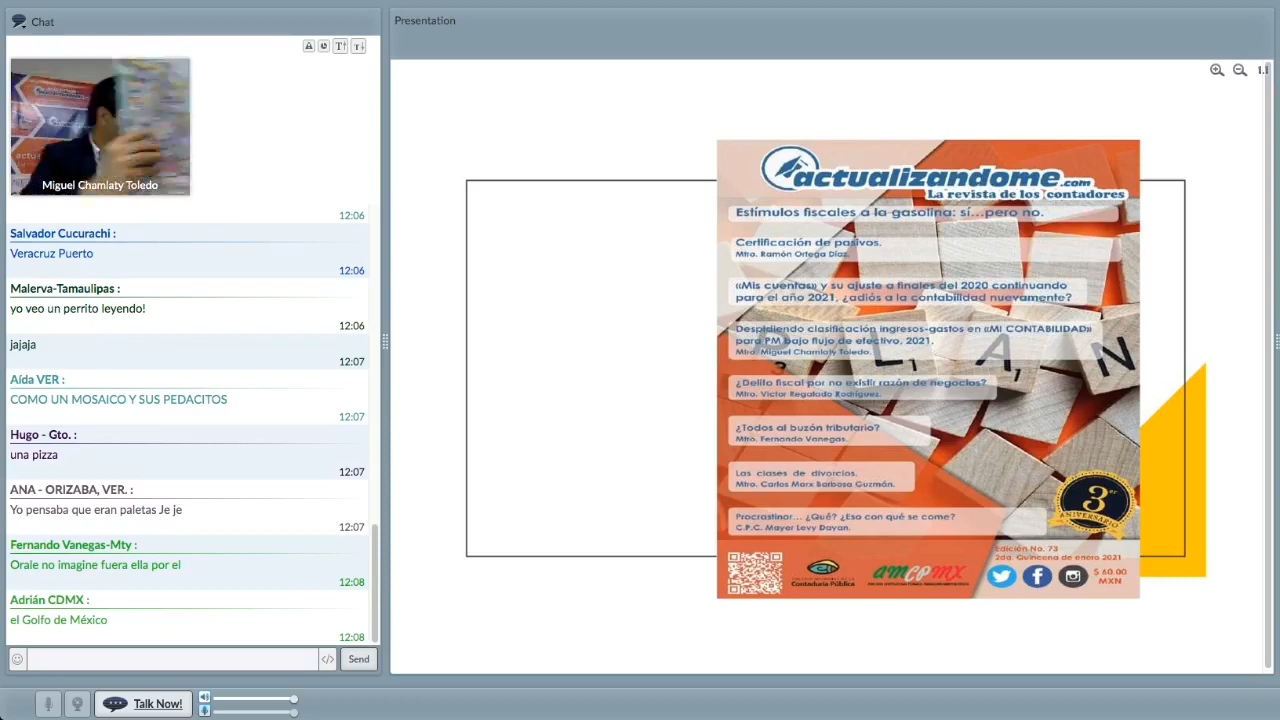 Chat
Miguel Chamlaty Toledo
12:06
Salvador Cucurachi :
Veracruz Puerto
12:06
Malerva-Tamaulipas :
yo veo un perrito leyendo!
12:06
jajaja
12:07
Aída VER :
COMO UN MOSAICO Y SUS PEDACITOS
12:07
Hugo - Gto. :
una pizza
12:07
ANA - ORIZABA, VER. :
Yo pensaba que eran paletas Je je
12:07
Fernando Vanegas-Mty :
Orale no imagine fuera ella por el
12:08
Adrián CDMX :
el Golfo de México
12:08
Send
Talk Now!
Presentation
1.1
actualizandome.com
La revista de los contadores
Estímulos fiscales a la gasolina: sí...pero no.
Certificación de pasivos.
Mtro. Ramón Ortega Díaz.
«Mis cuentas» y su ajuste a finales del 2020 continuando
para el año 2021, ¿adiós a la contabilidad nuevamente?
Despidiendo clasificación ingresos-gastos en «MI CONTABILIDAD»
para PM bajo flujo de efectivo, 2021.
Mtro. Miguel Chamlaty Toledo.
¿Delito fiscal por no existir razón de negocios?
Mtro. Víctor Regalado Rodríguez.
¿Todos al buzón tributario?
Mtro. Fernando Vanegas.
Las clases de divorcios.
Mtro. Carlos Marx Barbosa Guzmán.
Procrastinar... ¿Qué? ¿Eso con qué se come?
C.P.C. Mayer Levy Dayan.
PLAN
3er
ANIVERSARIO
Edición No. 73
2da. Quincena de enero 2021
Contaduría Pública
amcpmx
$ 60.00
MXN